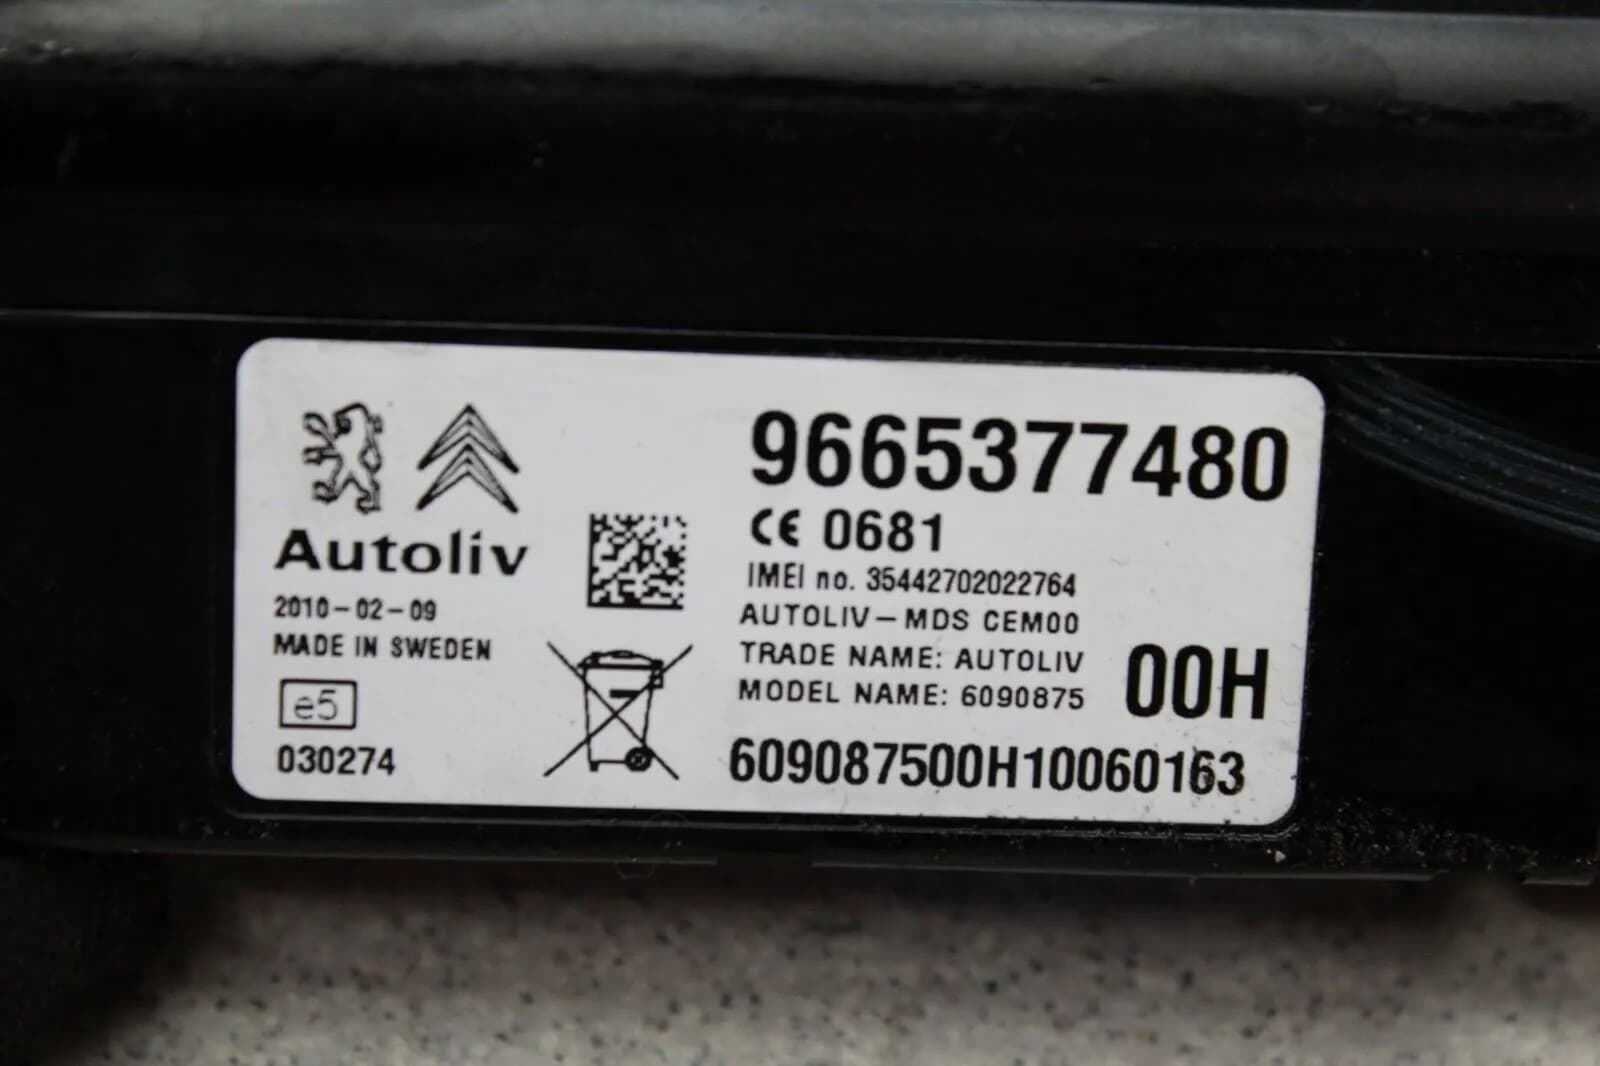 Autoliv
2010-02-09
MADE IN SWEDEN
e5
030274
9665377480
CE 0681
IMEI no. 35442702022764
AUTOLIV-MDS CEM00
TRADE NAME: AUTOLIV
MODEL NAME: 6090875
00H
609087500H10060163